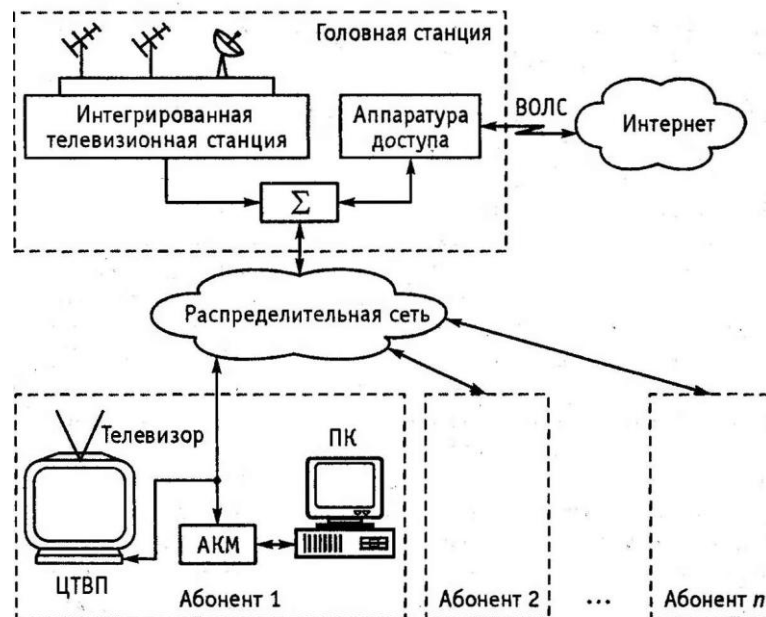 Головная станция
Интегрированная
телевизионная станция
Аппаратура
доступа
ВОЛС
Интернет
Σ
Распределительная сеть
Телевизор
ПК
АКМ
ЦТВП
Абонент 1
Абонент 2
...
Абонент n